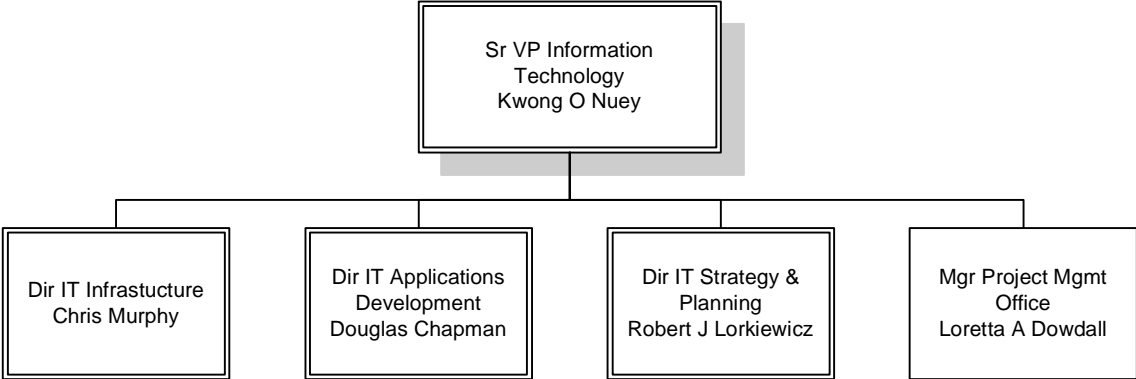 Sr VP Information
Technology
Kwong O Nuey
Dir IT Infrastucture
Chris Murphy
Dir IT Applications
Development
Douglas Chapman
Dir IT Strategy &
Planning
Robert J Lorkiewicz
Mgr Project Mgmt
Office
Loretta A Dowdall